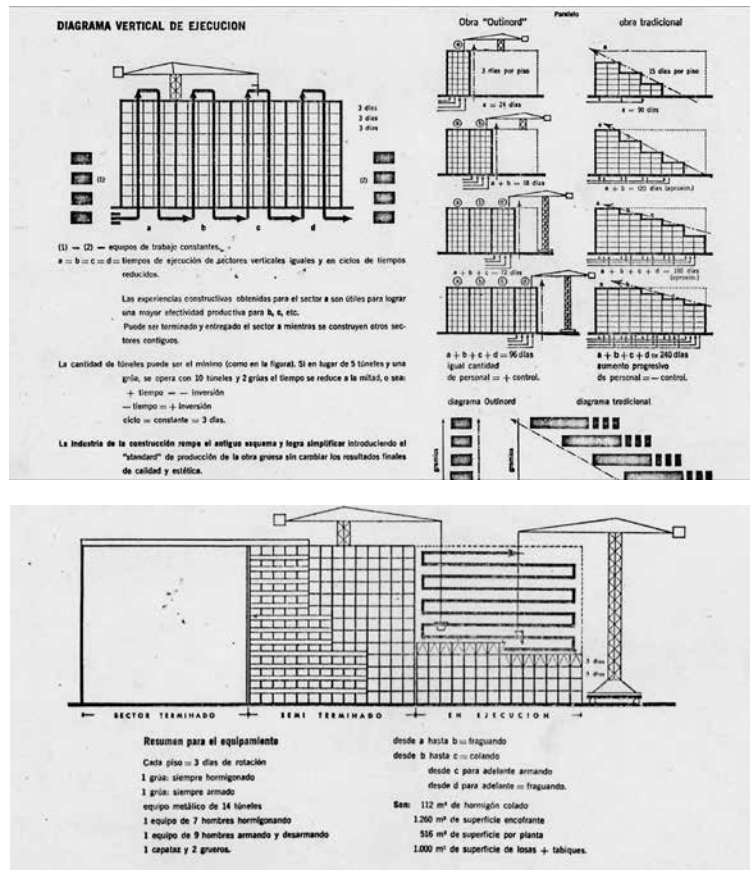 DIAGRAMA VERTICAL DE EJECUCION
3 días
3 días
3 días
(1)
(2)
a b c d
(1) — (2) — equipos de trabajo constantes.
a = b = c = d = tiempos de ejecución de sectores verticales iguales y en ciclos de tiempos
reducidos.
Las experiencias constructivas obtenidas para el sector a son útiles para lograr
una mayor efectividad productiva para b, c, etc.
Puede ser terminado y entregado el sector a mientras se construyen otros sec-
tores contiguos.
La cantidad de túneles puede ser el mínimo (como en la figura). Si en lugar de 5 túneles y una
grúa, se opera con 10 túneles y 2 grúas el tiempo se reduce a la mitad, o sea:
+ tiempo = — inversión
— tiempo = + inversión
ciclo = constante = 3 días.
La industria de la construcción rompe el antiguo esquema y logra simplificar introduciendo el
"standard" de producción de la obra gruesa sin cambiar los resultados finales
de calidad y estética.
Paralelo
Obra "Outinord"
obra tradicional
a
3 días por piso
a = 24 días
a
15 días por piso
a = 90 días
a b
a + b = 48 días
a
a + b = 120 días (aproxim.)
a b c
a + b + c = 72 días
a
a + b + c + d = 180 días
(aproxim.)
a b c d
a + b + c + d = 96 días
igual cantidad
de personal = + control.
a + b + c + d = 240 días
aumento progresivo
de personal = — control.
diagrama Outinord
diagrama tradicional
gremios
gremios
3 días
3 días
SECTOR TERMINADO
SEMI TERMINADO
EN EJECUCION
Resumen para el equipamiento
Cada piso = 3 días de rotación
1 grúa: siempre hormigonado
1 grúa: siempre armado
equipo metálico de 14 túneles
1 equipo de 7 hombres hormigonando
1 equipo de 9 hombres armando y desarmando
1 capataz y 2 grueros.
desde a hasta b = fraguando
desde b hasta c = colando
desde c para adelante armando
desde d para adelante = fraguando.
Son: 112 m³ de hormigón colado
1.260 m² de superficie encofrante
516 m² de superficie por planta
1.000 m² de superficie de losas + tabiques.